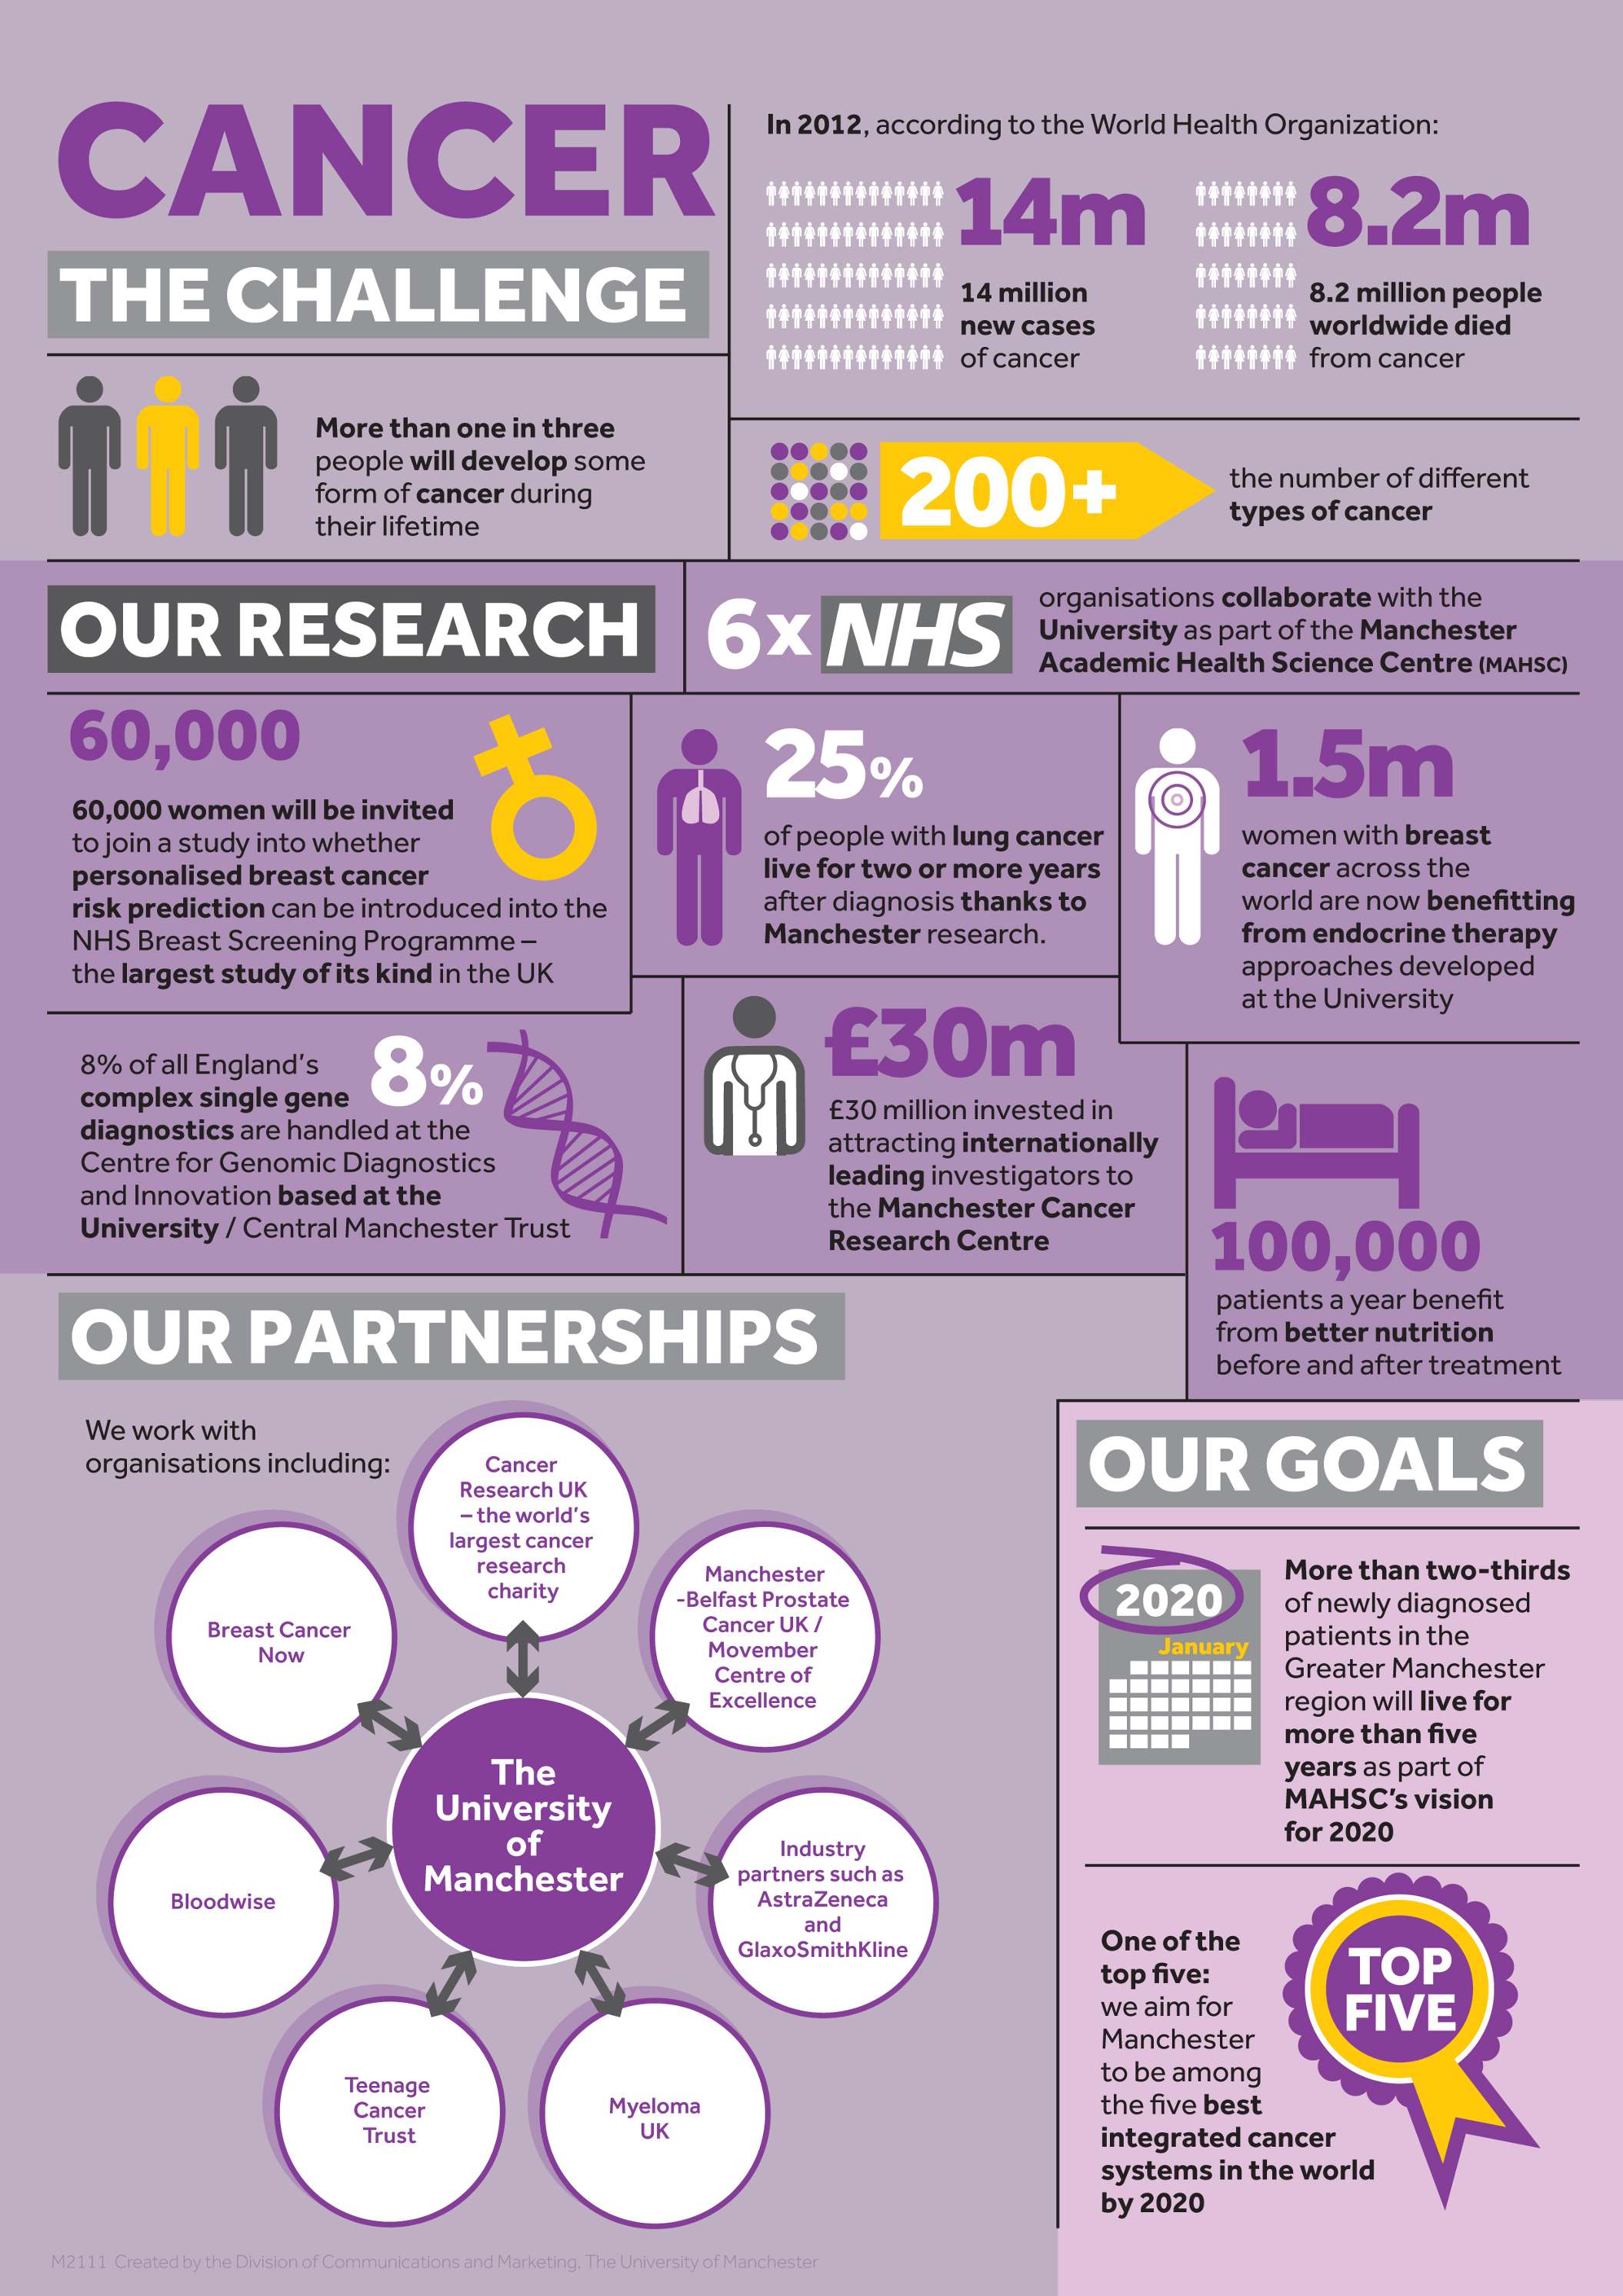 CANCER
THE CHALLENGE
In 2012, according to the World Health Organization:
14m
14 million
new cases
of cancer
8.2m
8.2 million people
worldwide died
from cancer
More than one in three
people will develop some
form of cancer during
their lifetime
200+
the number of different
types of cancer
OUR RESEARCH
6x NHS
organisations collaborate with the
University as part of the Manchester
Academic Health Science Centre (MAHSC)
60,000
60,000 women will be invited
to join a study into whether
personalised breast cancer
risk prediction can be introduced into the
NHS Breast Screening Programme –
the largest study of its kind in the UK
25%
of people with lung cancer
live for two or more years
after diagnosis thanks to
Manchester research.
1.5m
women with breast
cancer across the
world are now benefitting
from endocrine therapy
approaches developed
at the University
8%
8% of all England's
complex single gene
diagnostics are handled at the
Centre for Genomic Diagnostics
and Innovation based at the
University / Central Manchester Trust
£30m
£30 million invested in
attracting internationally
leading investigators to
the Manchester Cancer
Research Centre
100,000
patients a year benefit
from better nutrition
before and after treatment
OUR PARTNERSHIPS
We work with
organisations including:
Cancer
Research UK
– the world's
largest cancer
research
charity
Manchester
-Belfast Prostate
Cancer UK /
Movember
Centre of
Excellence
Breast Cancer
Now
The
University
of
Manchester
Industry
partners such as
AstraZeneca
and
GlaxoSmithKline
Bloodwise
Teenage
Cancer
Trust
Myeloma
UK
OUR GOALS
2020
January
More than two-thirds
of newly diagnosed
patients in the
Greater Manchester
region will live for
more than five
years as part of
MAHSC's vision
for 2020
One of the
top five:
we aim for
Manchester
to be among
the five best
integrated cancer
systems in the world
by 2020
TOP
FIVE
M2111 Created by the Division of Communications and Marketing, The University of Manchester